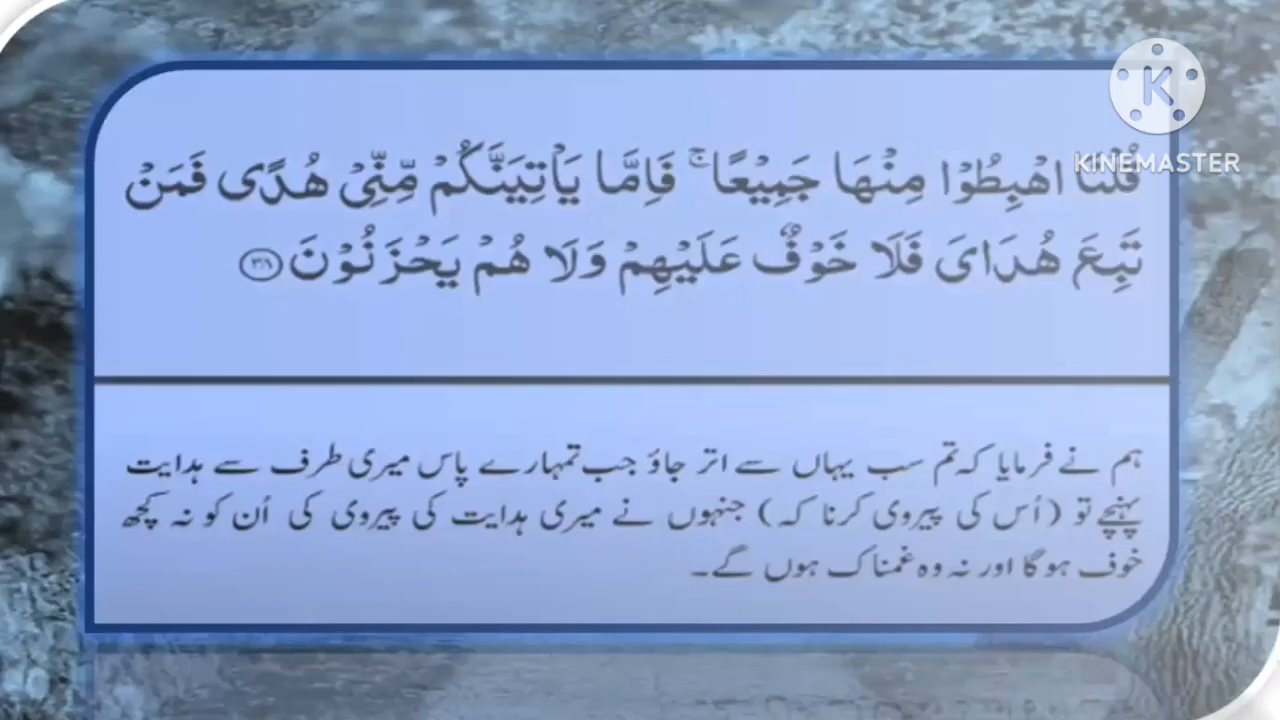 KINEMASTER
قُلْنَا اهْبِطُوْا مِنْهَا جَمِيْعًا ۚ فَاِمَّا يَاْتِيَنَّكُمْ مِّنِّيْ هُدًى فَمَنْ
تَبِعَ هُدَايَ فَلَا خَوْفٌ عَلَيْهِمْ وَلَا هُمْ يَحْزَنُوْنَ ﴿۳۸﴾
ہم نے فرمایا کہ تم سب یہاں سے اتر جاؤ جب تمہارے پاس میری طرف سے ہدایت
پہنچے تو (اُس کی پیروی کرنا کہ) جنہوں نے میری ہدایت کی پیروی کی اُن کو نہ کچھ
خوف ہوگا اور نہ وہ غمناک ہوں گے۔